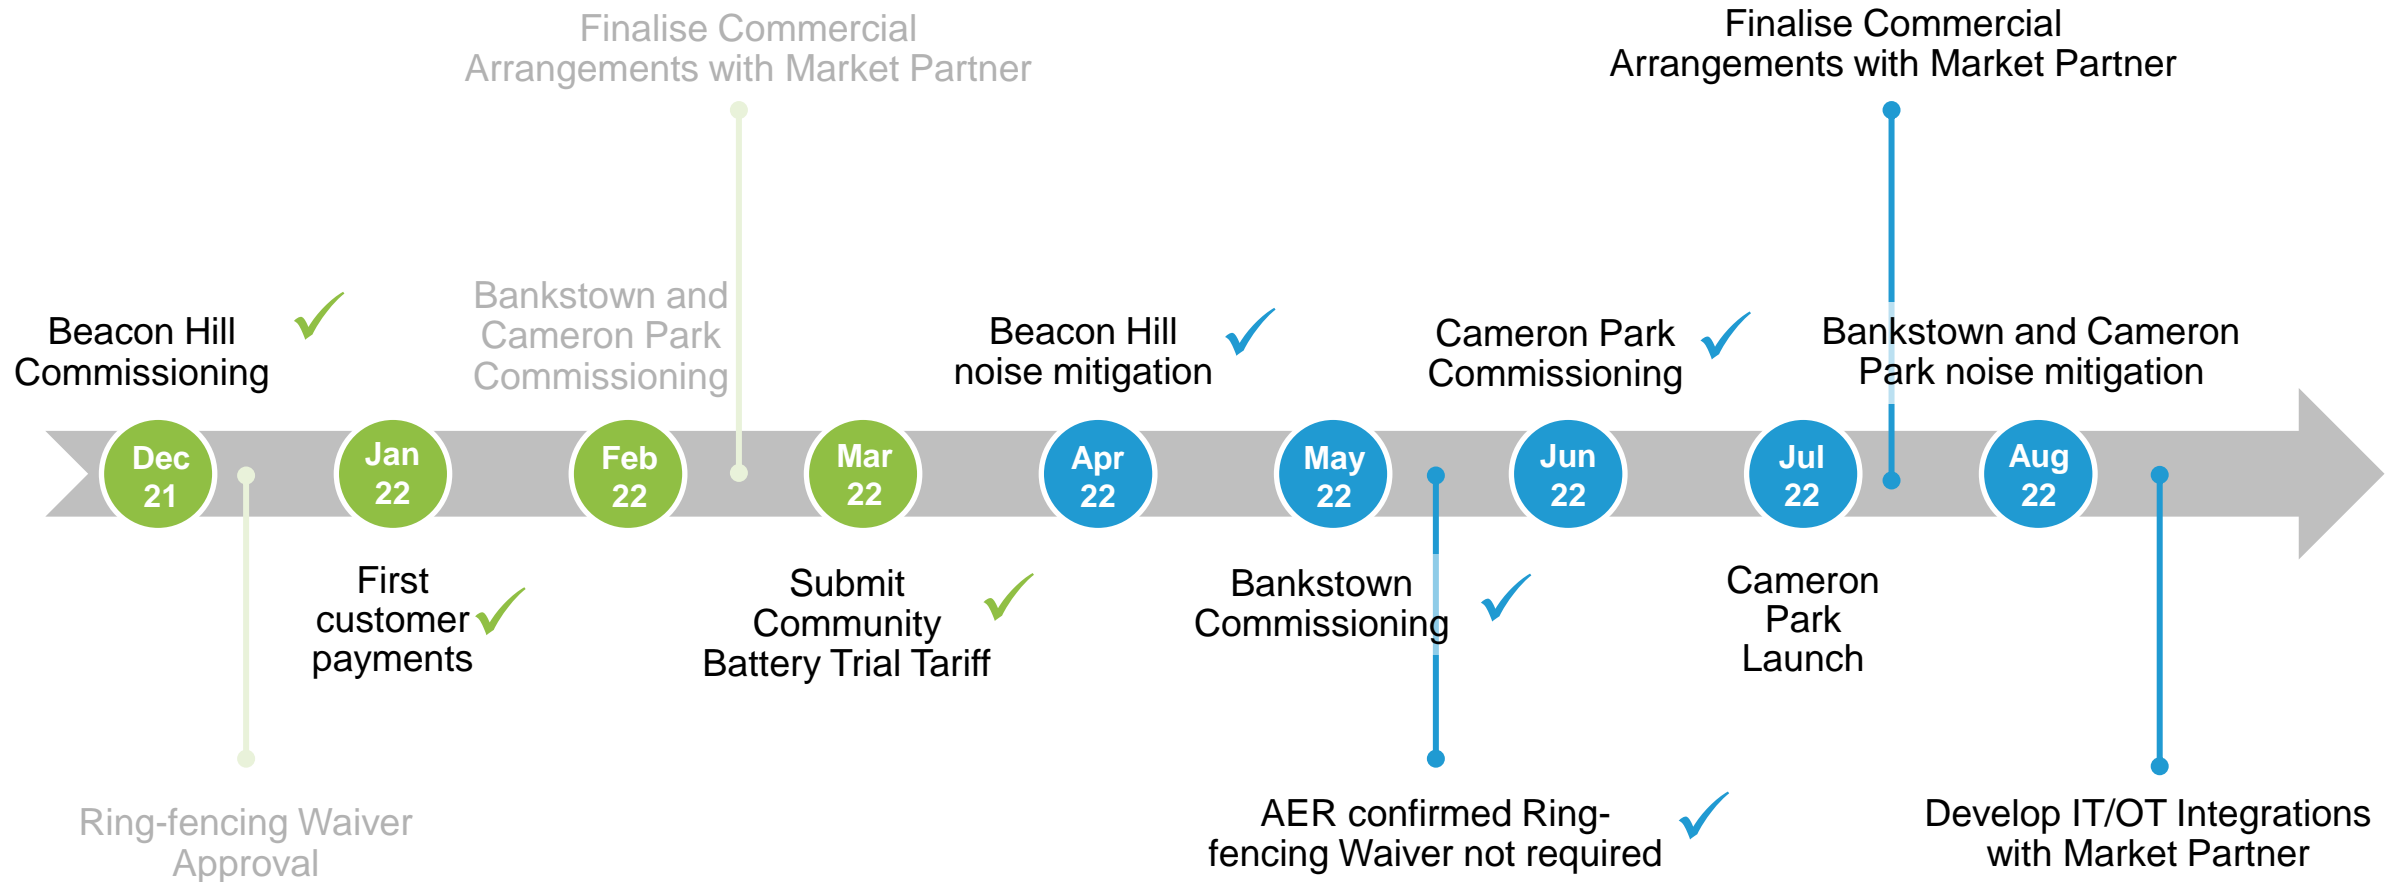 Finalise Commercial
Arrangements with Market Partner
Finalise Commercial
Arrangements with Market Partner
Beacon Hill
Commissioning
Bankstown and
Cameron Park
Commissioning
Beacon Hill
noise mitigation
Cameron Park
Commissioning
Bankstown and Cameron
Park noise mitigation
Dec
21
Jan
22
Feb
22
Mar
22
Apr
22
May
22
Jun
22
Jul
22
Aug
22
First
customer
payments
Submit
Community
Battery Trial Tariff
Bankstown
Commissioning
Cameron
Park
Launch
Ring-fencing Waiver
Approval
AER confirmed Ring-
fencing Waiver not required
Develop IT/OT Integrations
with Market Partner